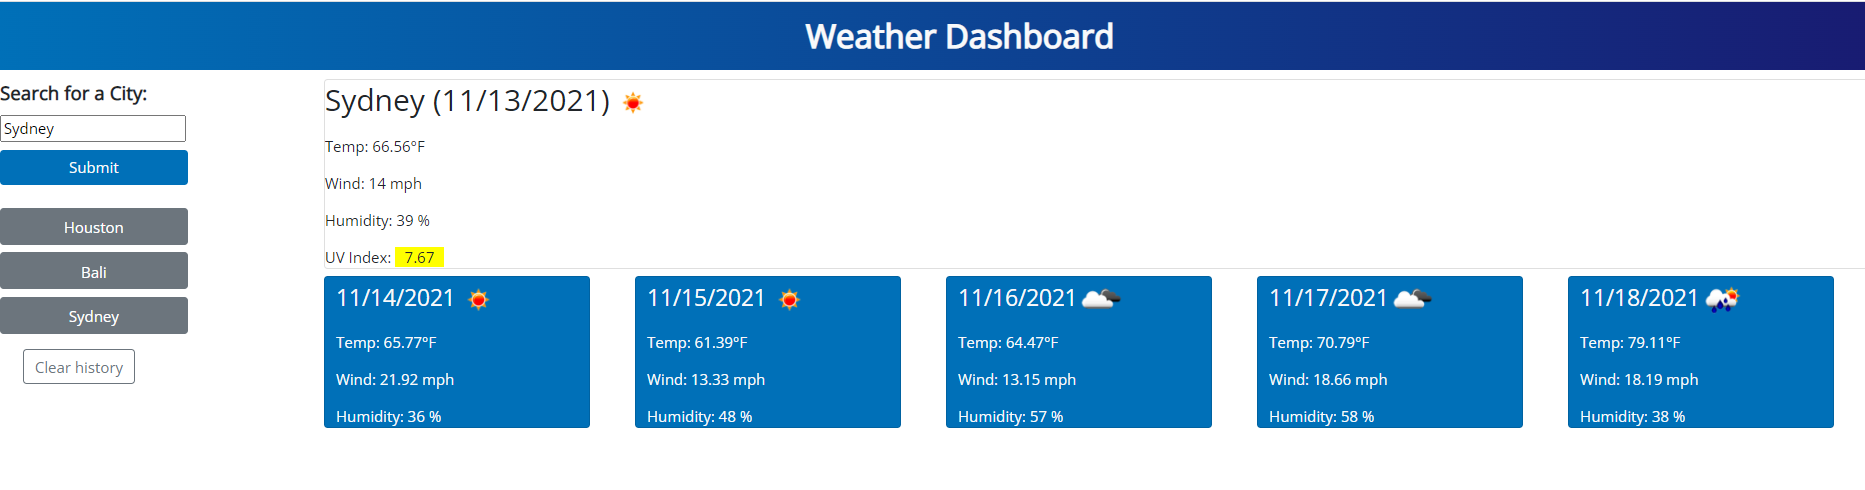 Weather Dashboard
Search for a City:
Sydney
Submit
Houston
Bali
Sydney
Clear history
Sydney (11/13/2021)
Temp: 66.56°F
Wind: 14 mph
Humidity: 39 %
UV Index: 7.67
11/14/2021
Temp: 65.77°F
Wind: 21.92 mph
Humidity: 36 %
11/15/2021
Temp: 61.39°F
Wind: 13.33 mph
Humidity: 48 %
11/16/2021
Temp: 64.47°F
Wind: 13.15 mph
Humidity: 57 %
11/17/2021
Temp: 70.79°F
Wind: 18.66 mph
Humidity: 58 %
11/18/2021
Temp: 79.11°F
Wind: 18.19 mph
Humidity: 38 %